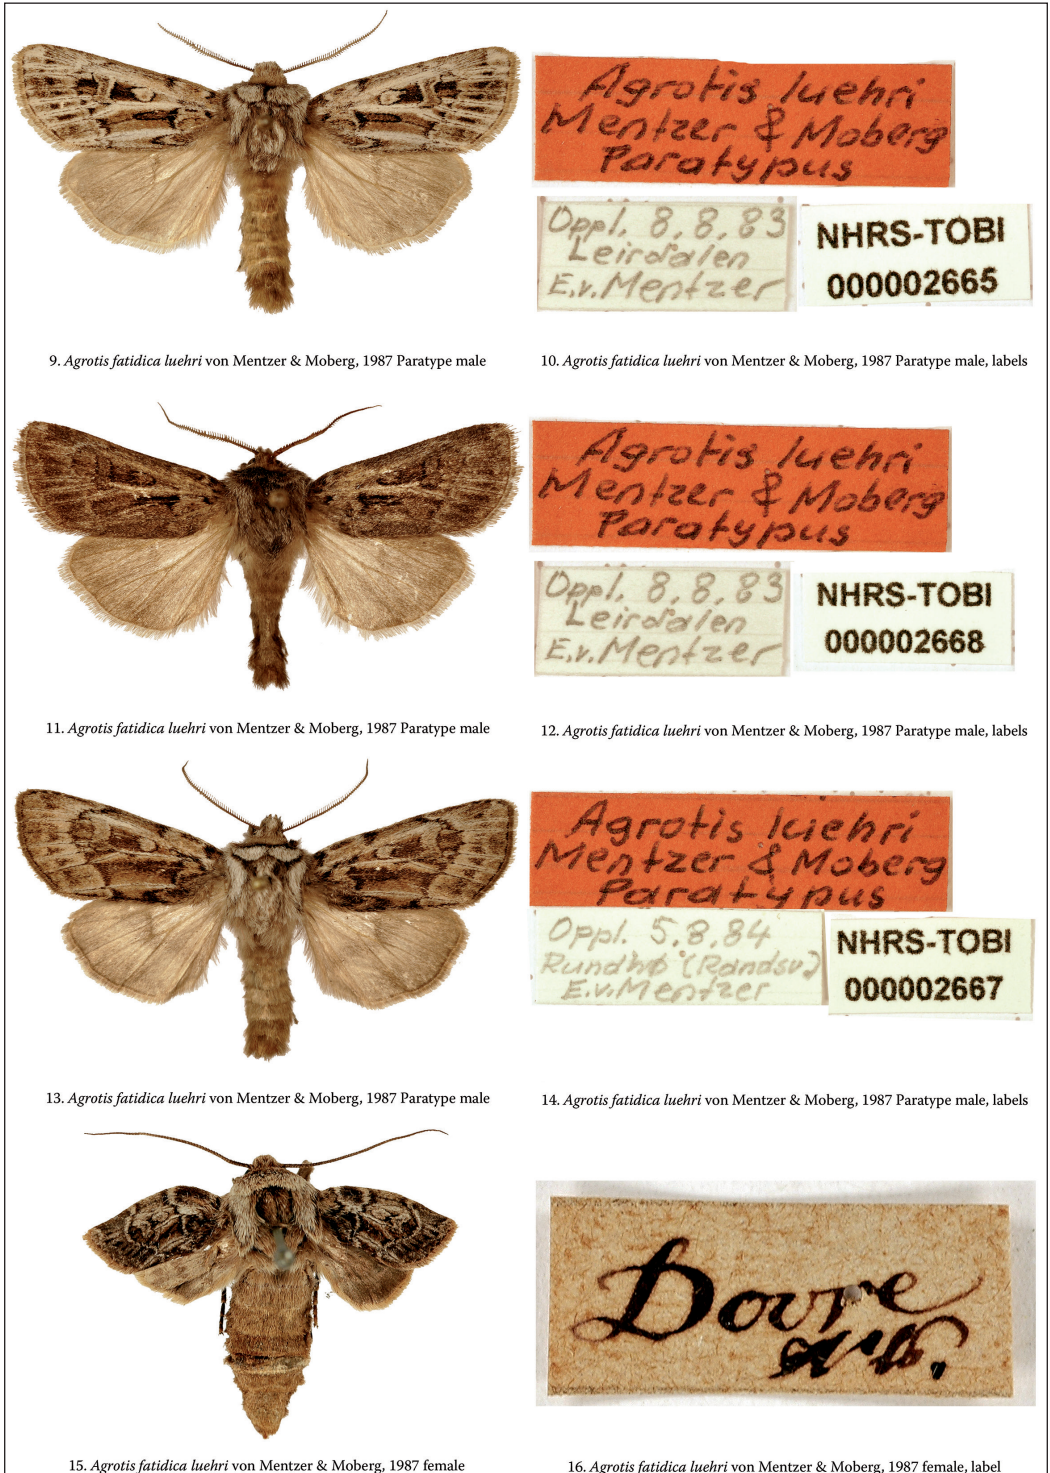 Agrotis luehri
Mentzer & Moberg
Paratypus
Oppl. 8,8,83
Leirdalen
E.v. Mentzer
NHRS-TOBI
000002665
9. Agrotis fatidica luehri von Mentzer & Moberg, 1987 Paratype male
10. Agrotis fatidica luehri von Mentzer & Moberg, 1987 Paratype male, labels
Agrotis luehri
Mentzer & Moberg
Paratypus
Oppl. 8,8,83
Leirdalen
E.v. Mentzer
NHRS-TOBI
000002668
11. Agrotis fatidica luehri von Mentzer & Moberg, 1987 Paratype male
12. Agrotis fatidica luehri von Mentzer & Moberg, 1987 Paratype male, labels
Agrotis luehri
Mentzer & Moberg
Paratypus
Oppl. 5.8.84
Rundhø (Randsv.)
E.v. Mentzer
NHRS-TOBI
000002667
13. Agrotis fatidica luehri von Mentzer & Moberg, 1987 Paratype male
14. Agrotis fatidica luehri von Mentzer & Moberg, 1987 Paratype male, labels
Dovre
15. Agrotis fatidica luehri von Mentzer & Moberg, 1987 female
16. Agrotis fatidica luehri von Mentzer & Moberg, 1987 female, label